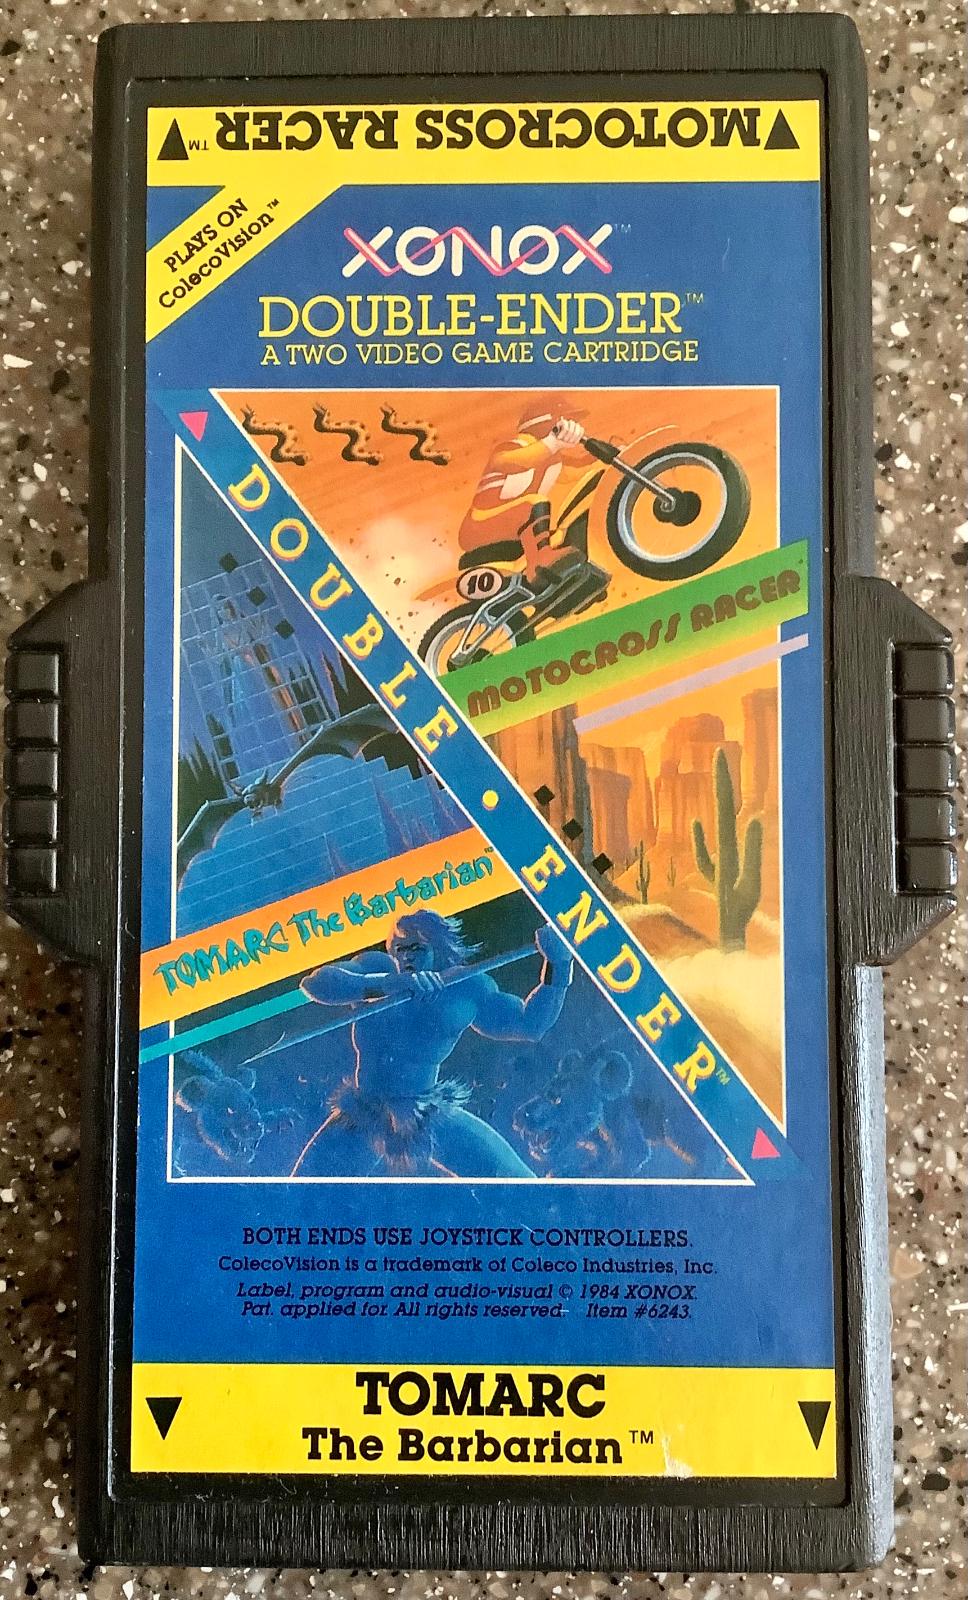 MOTOCROSS RACER™
PLAYS ON
ColecoVision™
XONOX™
DOUBLE-ENDER™
A TWO VIDEO GAME CARTRIDGE
DOUBLE • ENDER™
10
MOTOCROSS RACER
TOMARC The Barbarian™
BOTH ENDS USE JOYSTICK CONTROLLERS.
ColecoVision is a trademark of Coleco Industries, Inc.
Label, program and audio-visual © 1984 XONOX.
Pat. applied for. All rights reserved. Item #6243.
TOMARC
The Barbarian™